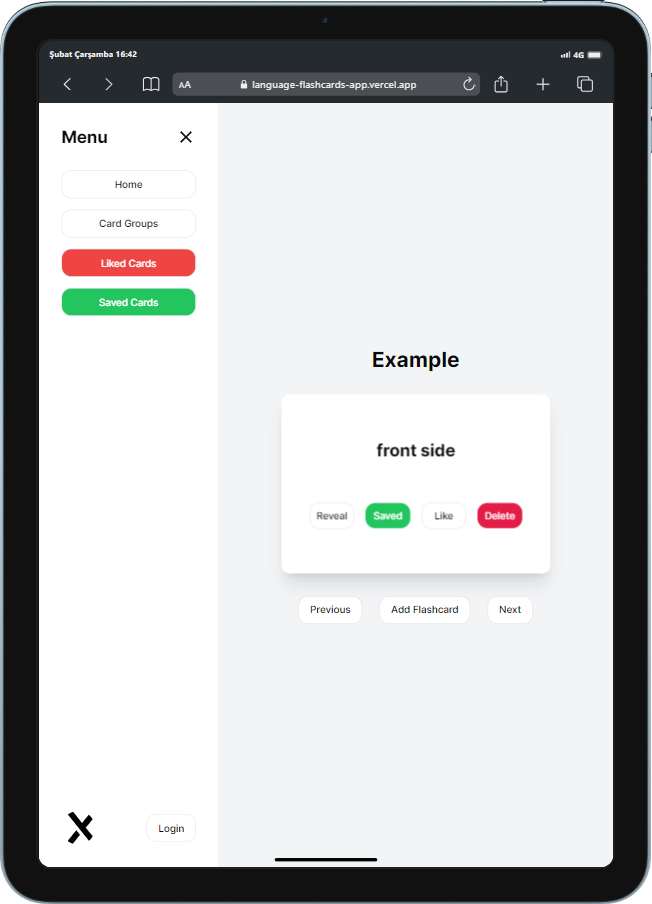 Şubat Çarşamba 16:42
4G
AA
language-flashcards-app.vercel.app
Menu
Home
Card Groups
Liked Cards
Saved Cards
Example
front side
Reveal Saved Like Delete
Previous Add Flashcard Next
Login